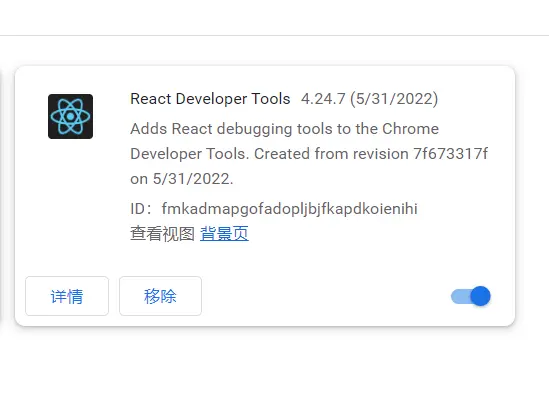 React Developer Tools 4.24.7 (5/31/2022)
Adds React debugging tools to the Chrome
Developer Tools. Created from revision 7f673317f
on 5/31/2022.
ID：fmkadmapgofadopljbjfkapdkoienihi
查看视图 背景页
详情 移除